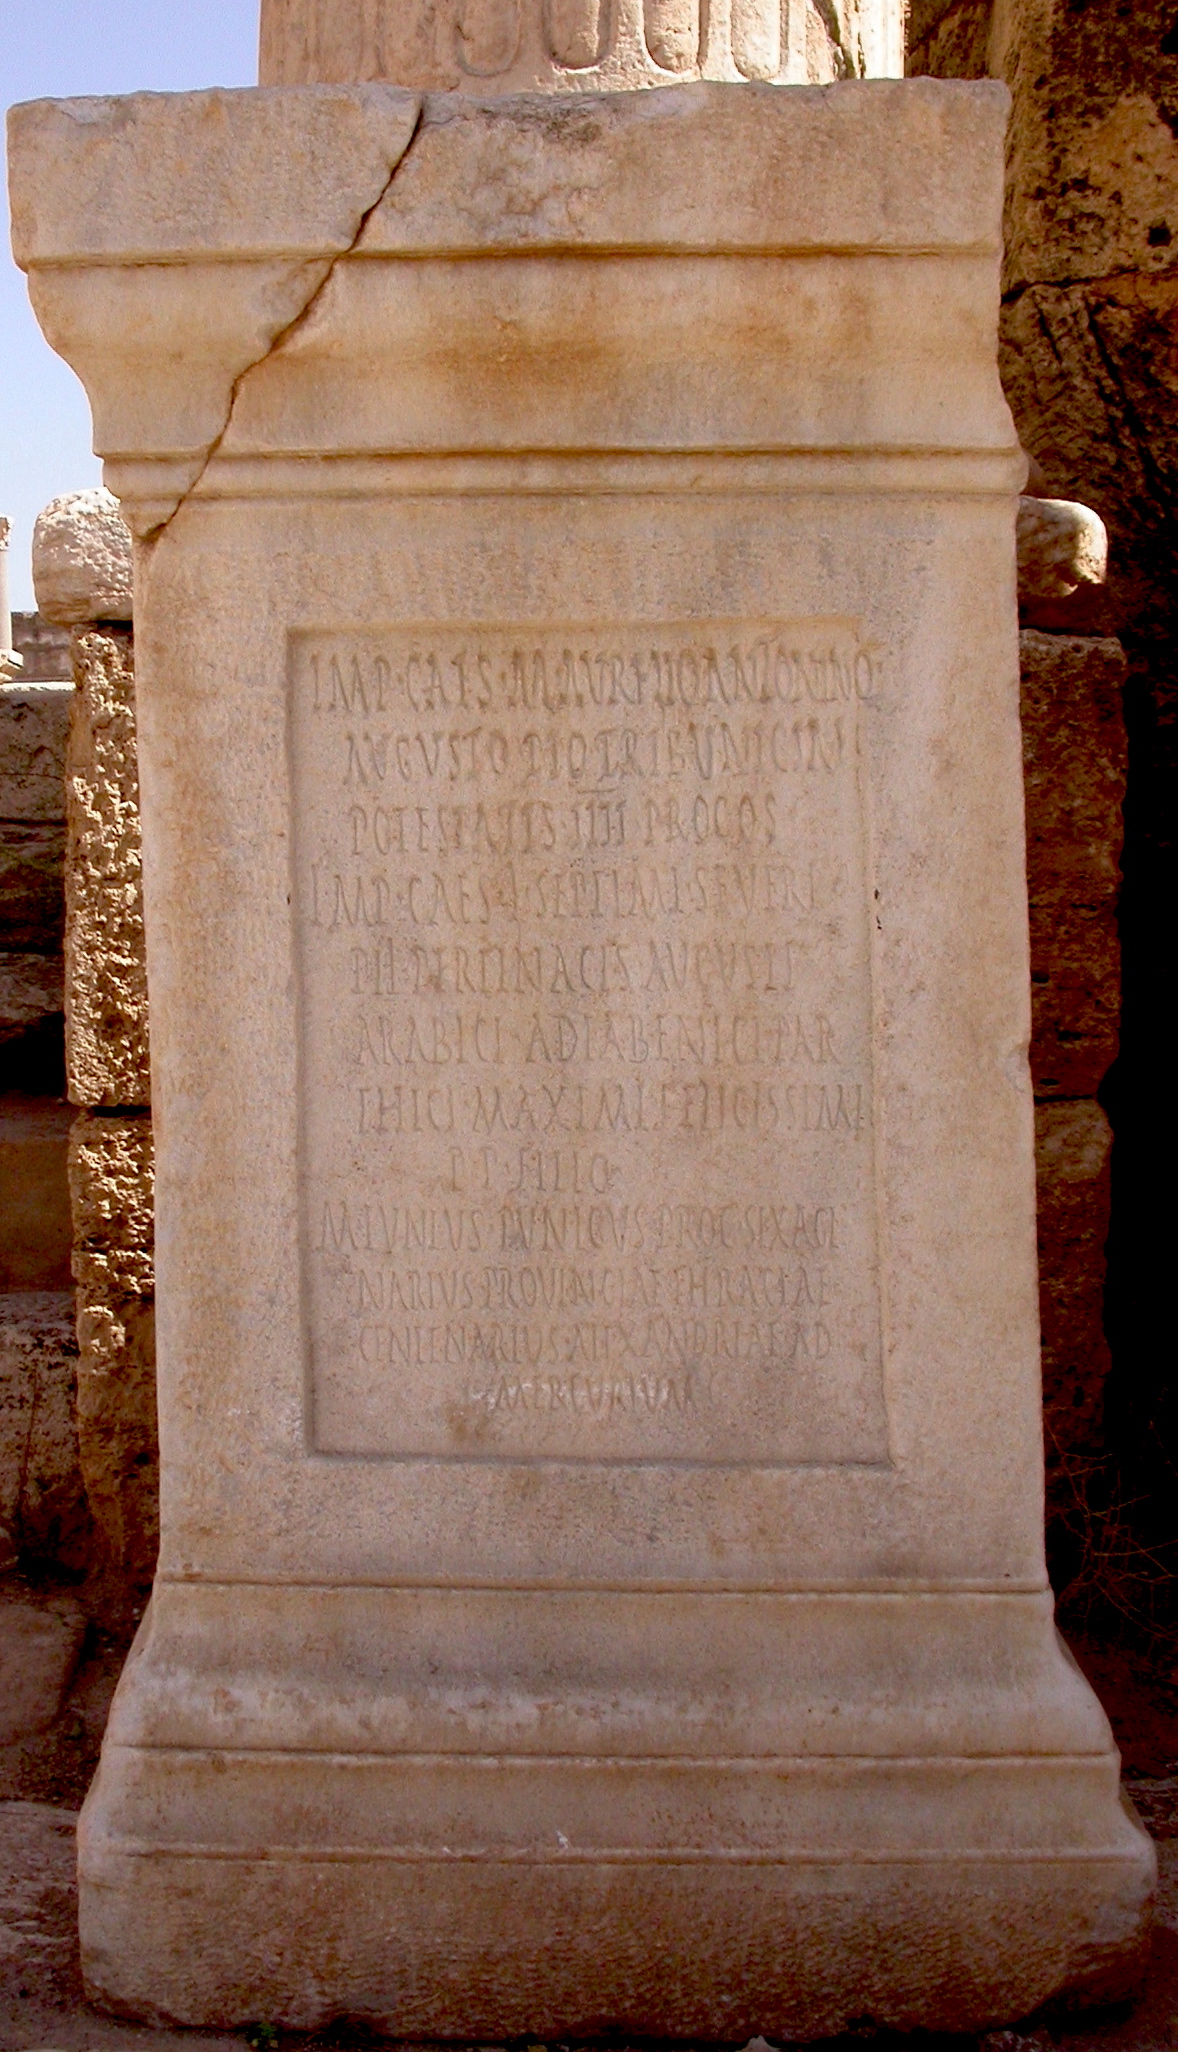 IMP·CAES·M·AVRELIO ANTONINO
AVGVSTO PIO TRIBVNICIAE
POTESTATIS·IIII PROCOS
IMP·CAES·L·SEPTIMI·SEVERI
PII·PERTINACIS AVGVSTI
ARABICI ADIABENICI PAR
THICI·MAXIMI FELICISSIMI
P P·FILIO
M·IVNIVS PVNICVS PROC·SEXAGE
NARIVS·PROVINCIAE THRACIAE
CENTENARIVS·ALEXANDRIAE AD
MERCVRIVM